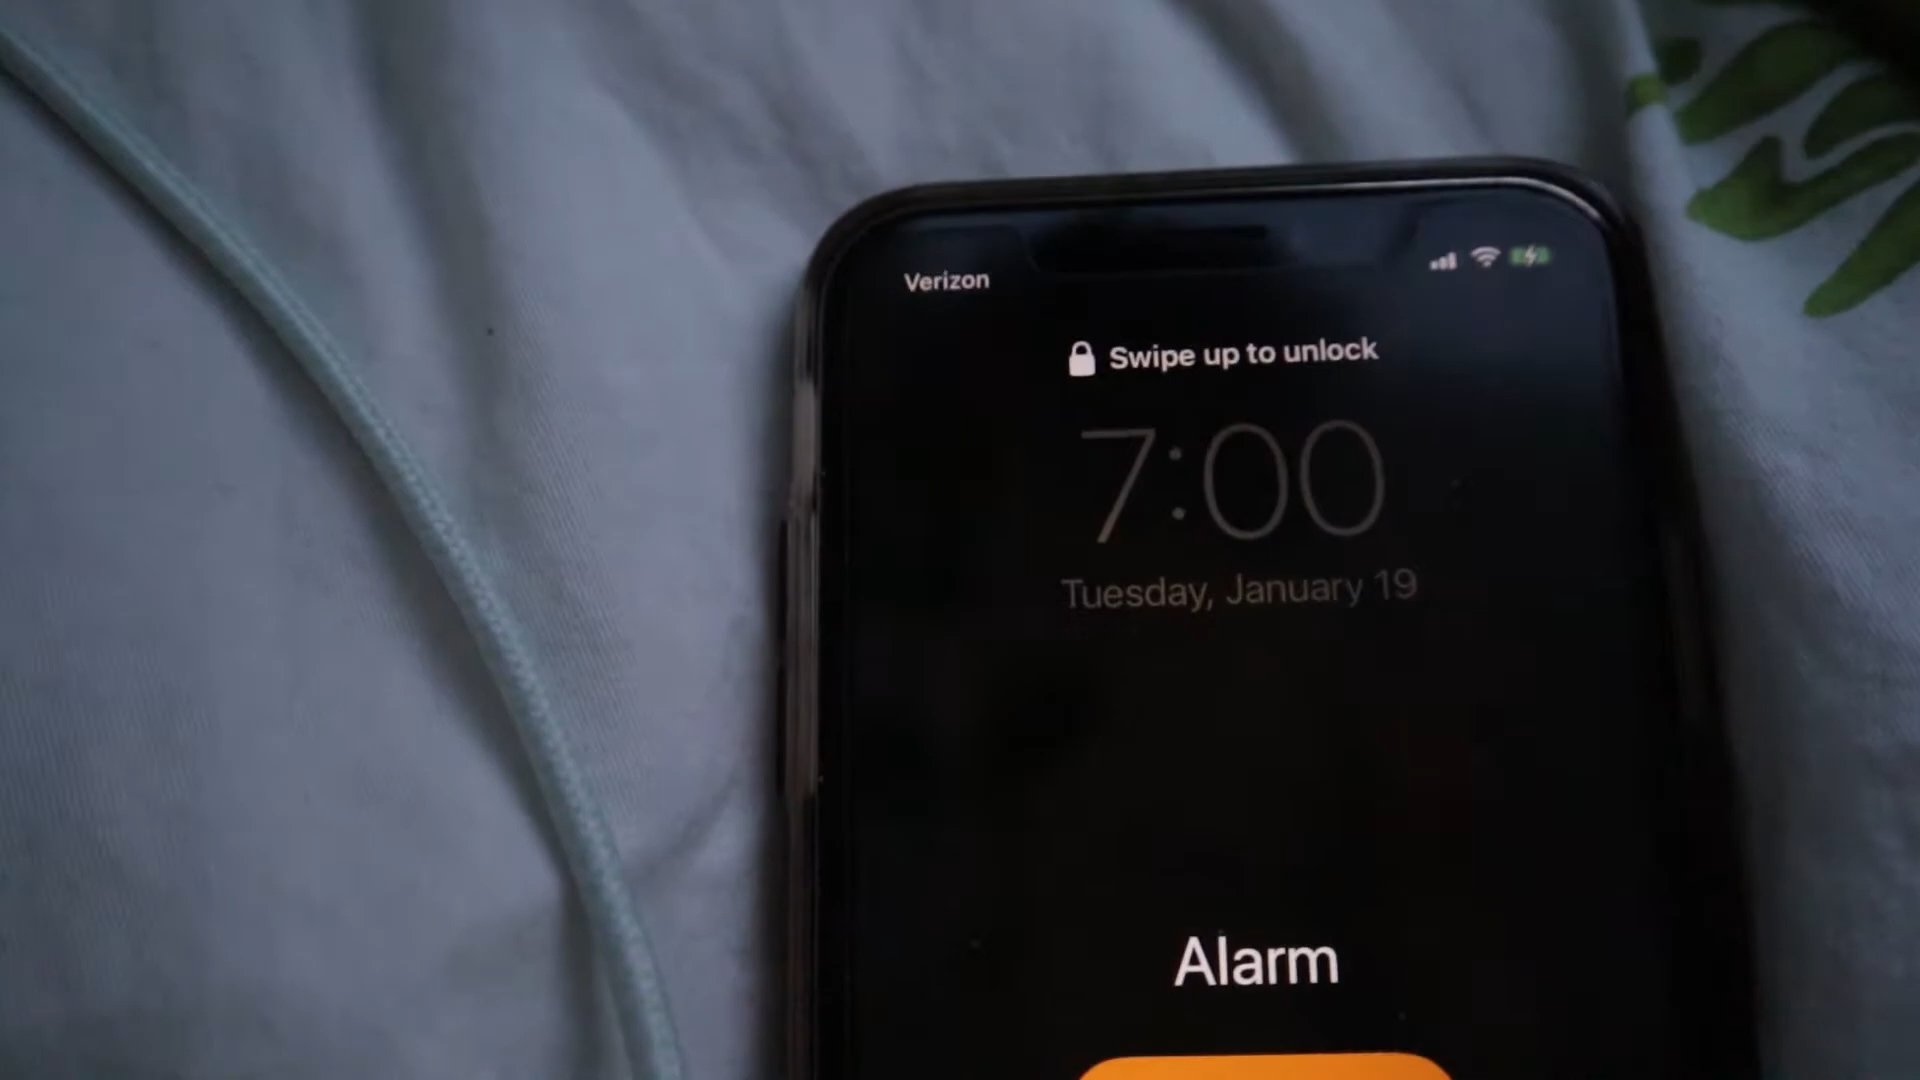 Verizon
Swipe up to unlock
7:00
Tuesday, January 19
Alarm